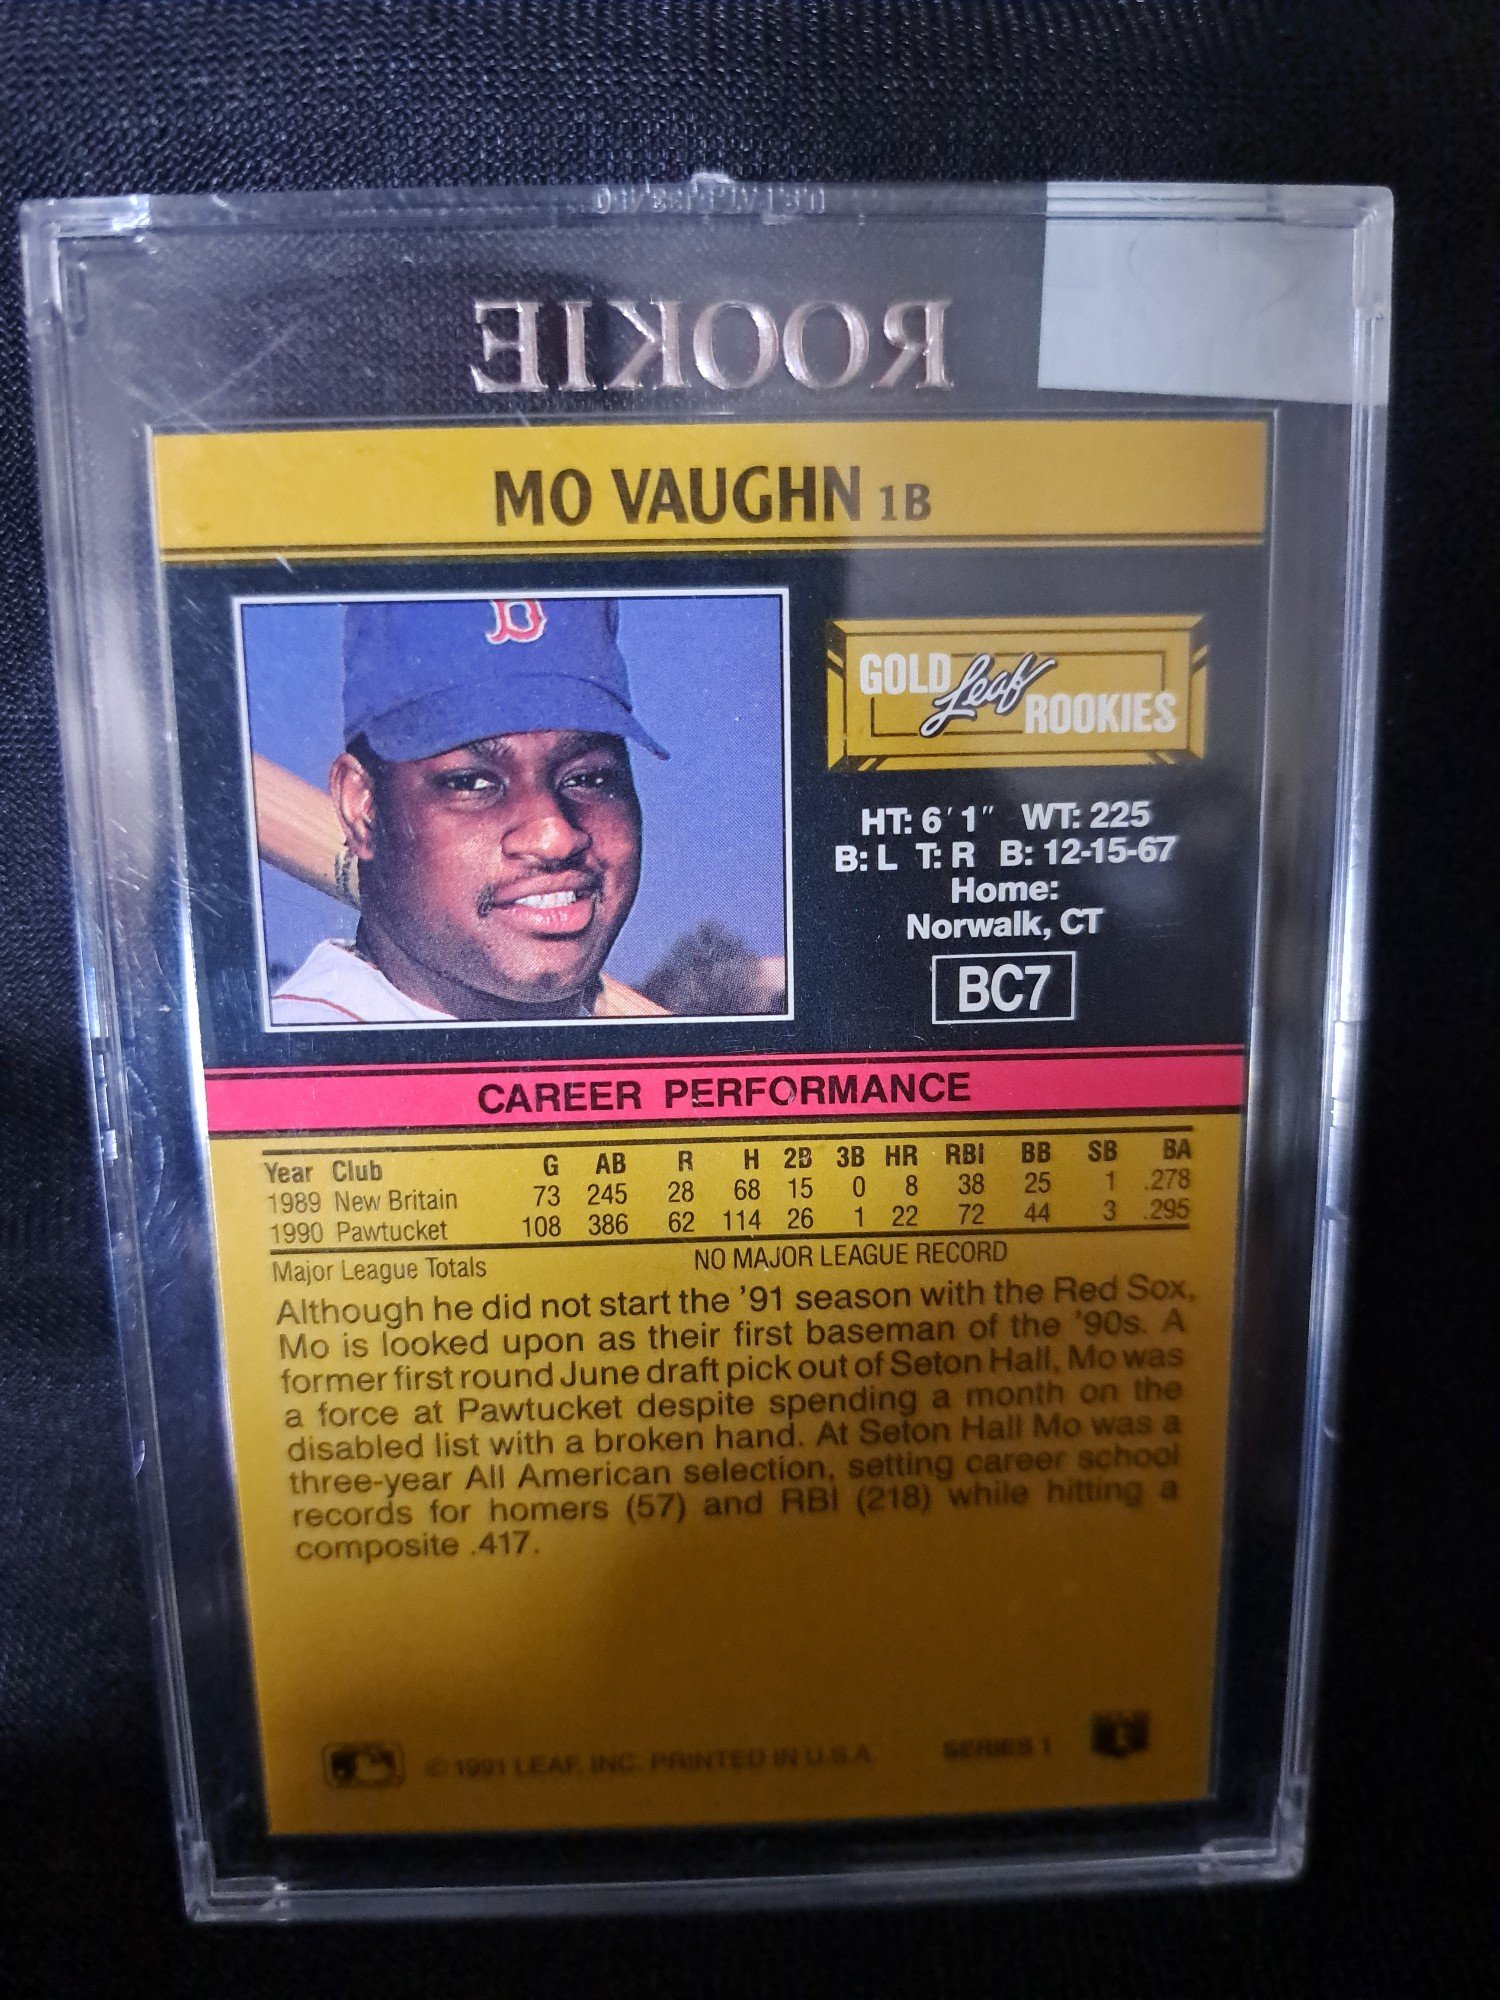 ROOKIE
MO VAUGHN 1B
B
GOLD Leaf ROOKIES
HT: 6'1" WT: 225
B: L T: R B: 12-15-67
Home:
Norwalk, CT
BC7
CAREER PERFORMANCE
Year Club G AB R H 2B 3B HR RBI BB SB BA
1989 New Britain 73 245 28 68 15 0 8 38 25 1 .278
1990 Pawtucket 108 386 62 114 26 1 22 72 44 3 .295
Major League Totals NO MAJOR LEAGUE RECORD
Although he did not start the '91 season with the Red Sox,
Mo is looked upon as their first baseman of the '90s. A
former first round June draft pick out of Seton Hall, Mo was
a force at Pawtucket despite spending a month on the
disabled list with a broken hand. At Seton Hall Mo was a
three-year All American selection, setting career school
records for homers (57) and RBI (218) while hitting a
composite .417.
© 1991 LEAF, INC. PRINTED IN U.S.A. SERIES 1